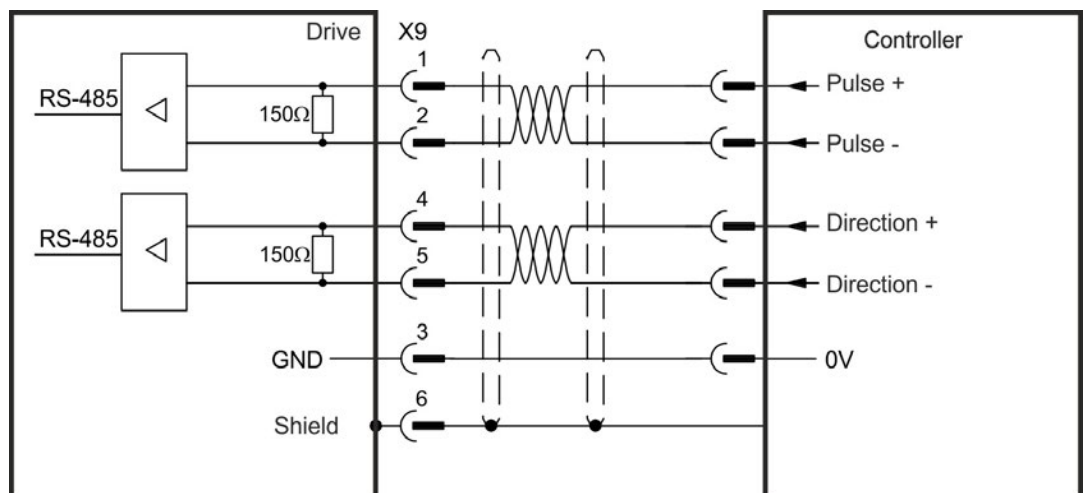 Drive X9 Controller
1
RS-485 150Ω Pulse +
2
Pulse -
4
RS-485 150Ω Direction +
5
Direction -
3
GND 0V
6
Shield